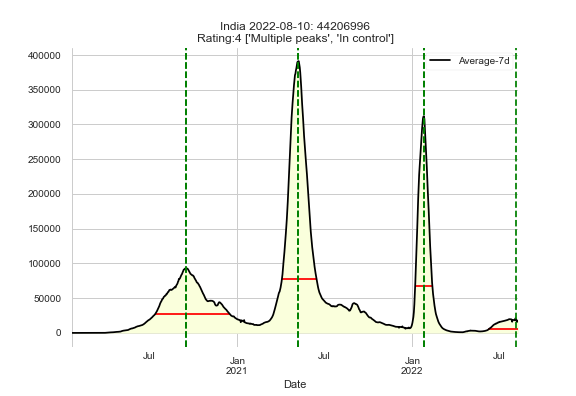 India 2022-08-10: 44206996
Rating:4 ['Multiple peaks', 'In control']
Average-7d
400000
350000
300000
250000
200000
150000
100000
50000
0
Jul
Jan
2021
Jul
Jan
2022
Jul
Date